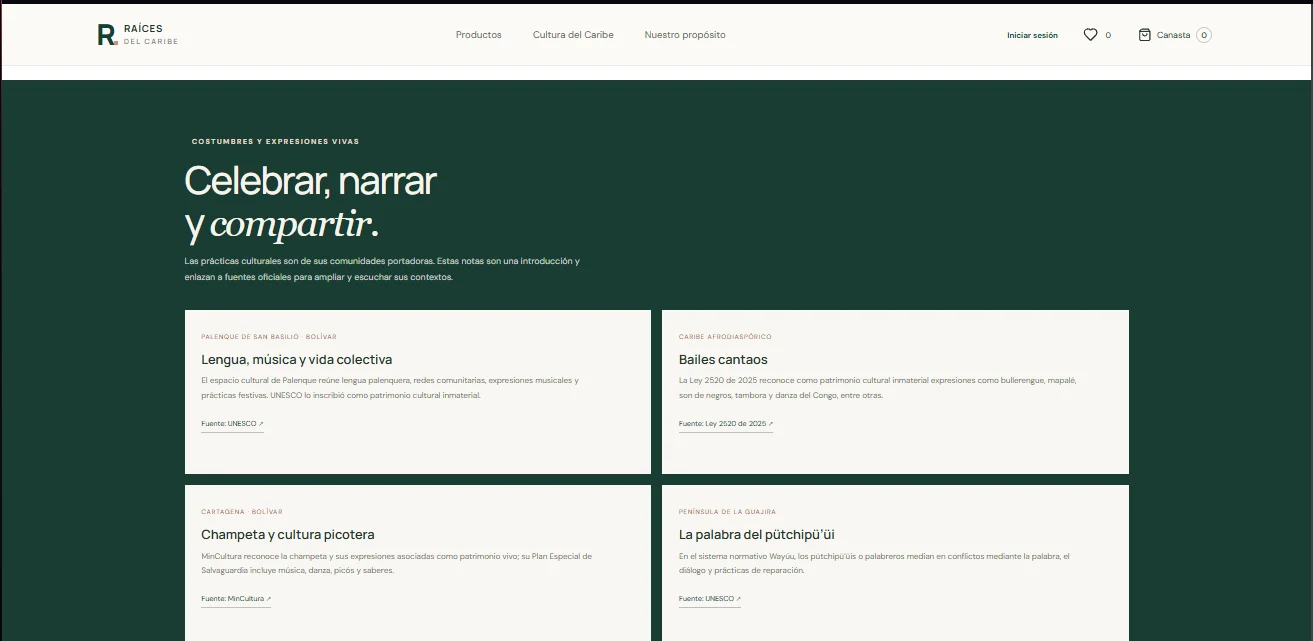 R.
RAÍCES
DEL CARIBE
Productos
Cultura del Caribe
Nuestro propósito
Iniciar sesión
0
Canasta
0
COSTUMBRES Y EXPRESIONES VIVAS
Celebrar, narrar
y compartir.
Las prácticas culturales son de sus comunidades portadoras. Estas notas son una introducción y
enlazan a fuentes oficiales para ampliar y escuchar sus contextos.
PALENQUE DE SAN BASILIO · BOLÍVAR
Lengua, música y vida colectiva
El espacio cultural de Palenque reúne lengua palenquera, redes comunitarias, expresiones musicales y
prácticas festivas. UNESCO lo inscribió como patrimonio cultural inmaterial.
Fuente: UNESCO ↗
CARIBE AFRODIASPÓRICO
Bailes cantaos
La Ley 2520 de 2025 reconoce como patrimonio cultural inmaterial expresiones como bullerengue, mapalé,
son de negros, tambora y danza del Congo, entre otras.
Fuente: Ley 2520 de 2025 ↗
CARTAGENA · BOLÍVAR
Champeta y cultura picotera
MinCultura reconoce la champeta y sus expresiones asociadas como patrimonio vivo; su Plan Especial de
Salvaguardia incluye música, danza, picós y saberes.
Fuente: MinCultura ↗
PENÍNSULA DE LA GUAJIRA
La palabra del pütchipü'üi
En el sistema normativo Wayúu, los pütchipü'üis o palabreros median en conflictos mediante la palabra, el
diálogo y prácticas de reparación.
Fuente: UNESCO ↗